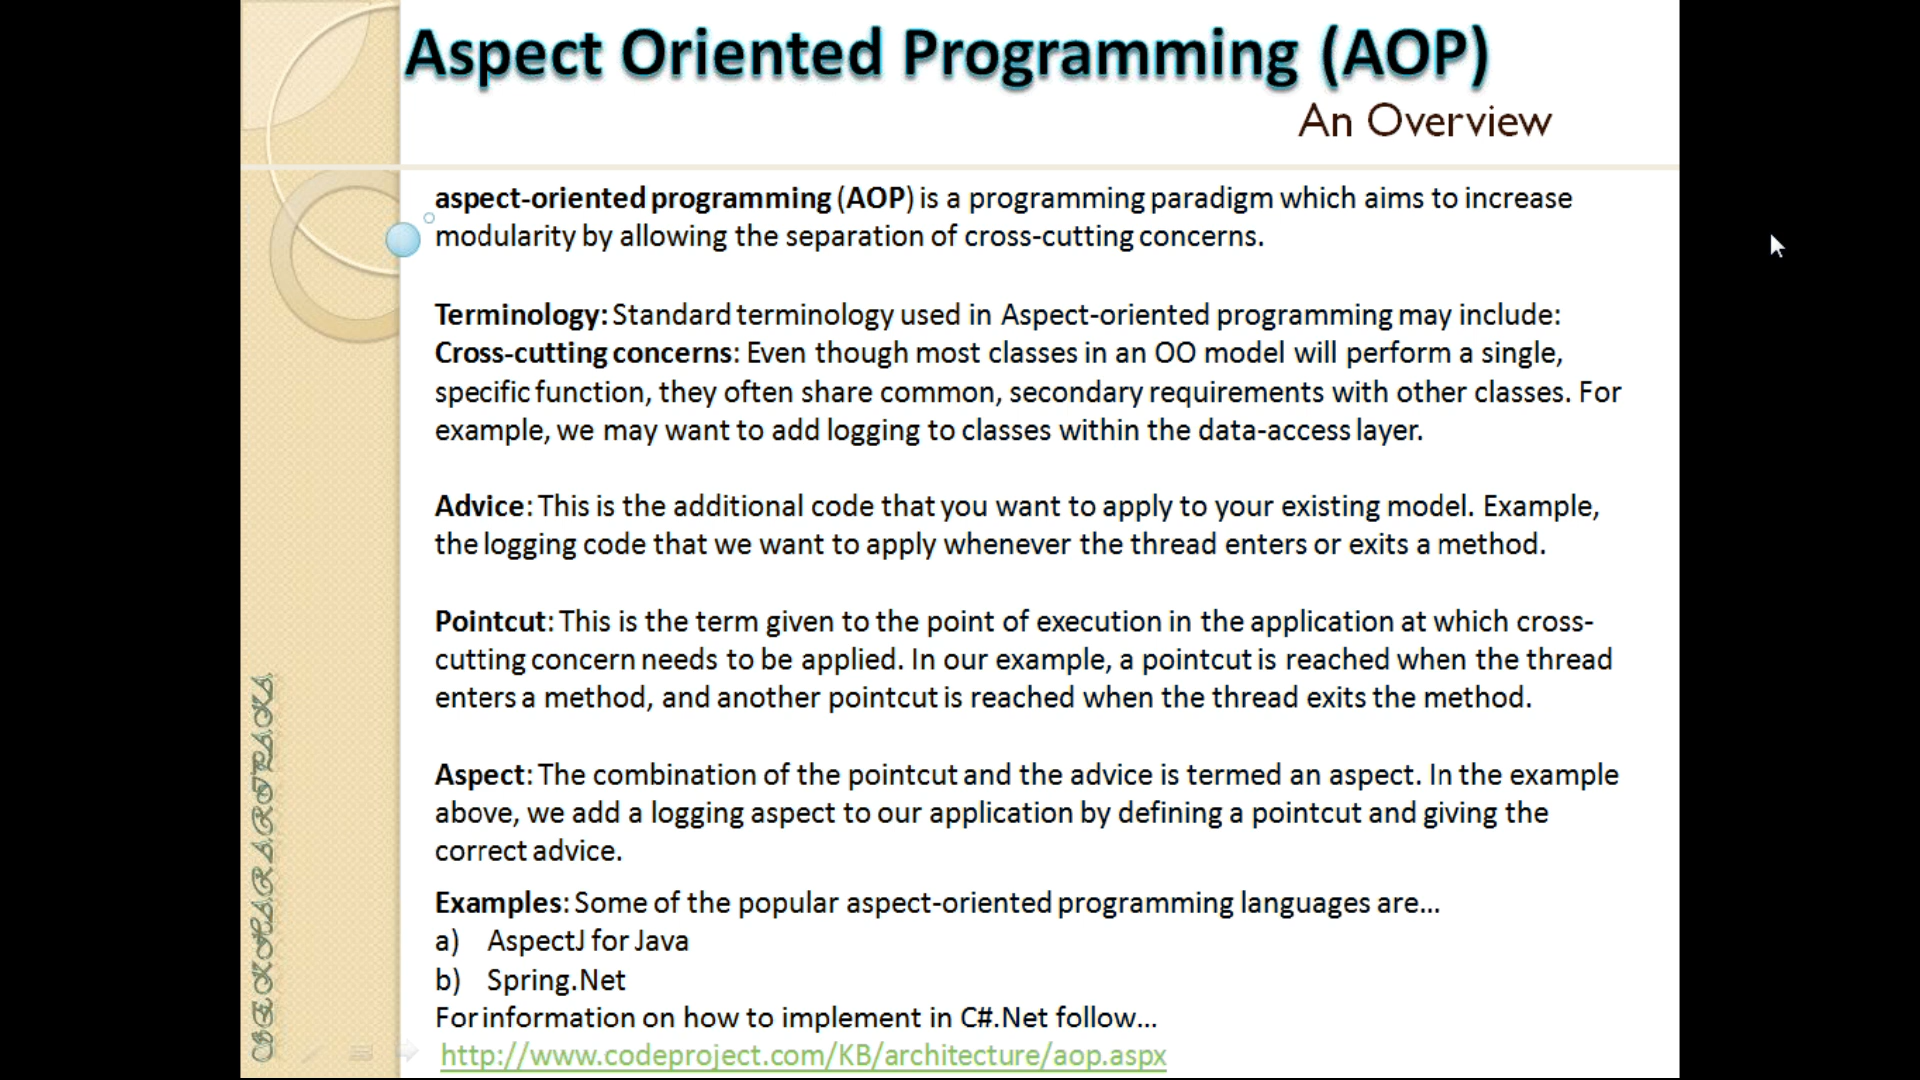 Aspect Oriented Programming (AOP)
An Overview
aspect-oriented programming (AOP) is a programming paradigm which aims to increase
modularity by allowing the separation of cross-cutting concerns.
Terminology: Standard terminology used in Aspect-oriented programming may include:
Cross-cutting concerns: Even though most classes in an OO model will perform a single,
specific function, they often share common, secondary requirements with other classes. For
example, we may want to add logging to classes within the data-access layer.
Advice: This is the additional code that you want to apply to your existing model. Example,
the logging code that we want to apply whenever the thread enters or exits a method.
Pointcut: This is the term given to the point of execution in the application at which cross-
cutting concern needs to be applied. In our example, a pointcut is reached when the thread
enters a method, and another pointcut is reached when the thread exits the method.
Aspect: The combination of the pointcut and the advice is termed an aspect. In the example
above, we add a logging aspect to our application by defining a pointcut and giving the
correct advice.
Examples: Some of the popular aspect-oriented programming languages are...
a) AspectJ for Java
b) Spring.Net
For information on how to implement in C#.Net follow...
http://www.codeproject.com/KB/architecture/aop.aspx